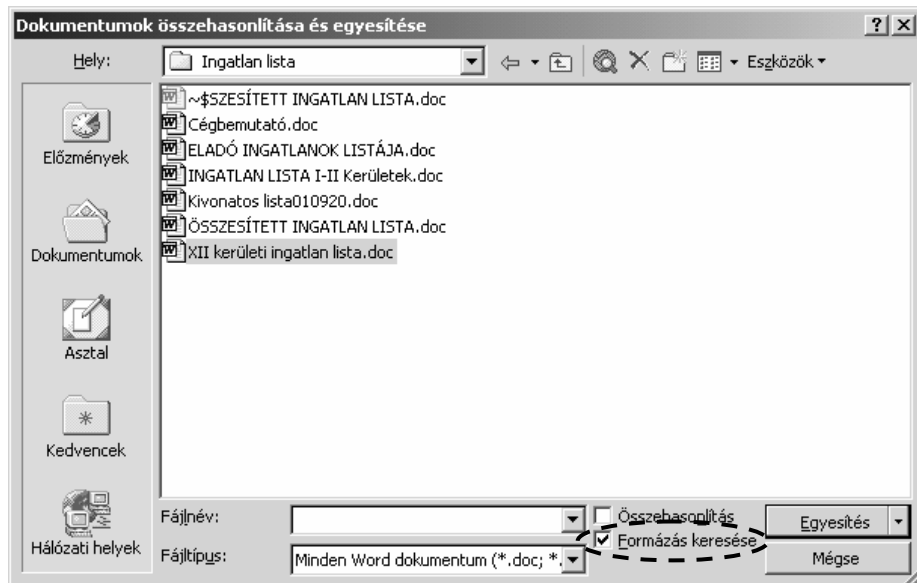 Dokumentumok összehasonlítása és egyesítése
Hely:
Ingatlan lista
Eszközök
~$SZESÍTETT INGATLAN LISTA.doc
Cégbemutató.doc
ELADÓ INGATLANOK LISTÁJA.doc
INGATLAN LISTA I-II Kerületek.doc
Kivonatos lista010920.doc
ÖSSZESÍTETT INGATLAN LISTA.doc
XII kerületi ingatlan lista.doc
Előzmények
Dokumentumok
Asztal
Kedvencek
Hálózati helyek
Fájlnév:
Összehasonlítás
Egyesítés
Formázás keresése
Fájltípus:
Minden Word dokumentum (*.doc; *.
Mégse